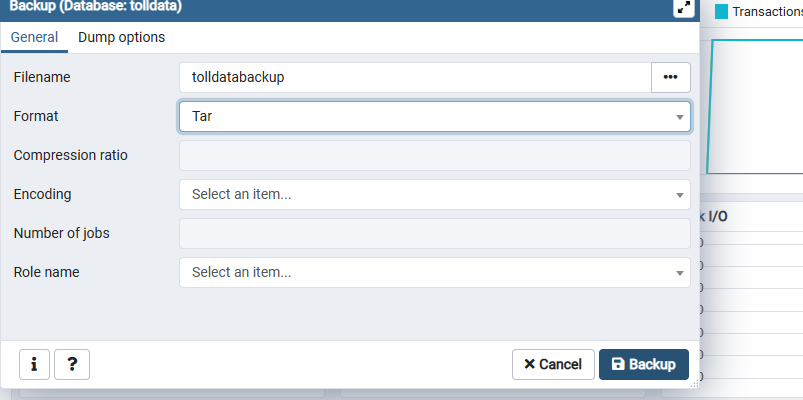 Backup (Database: tolldata)
Transactions
General Dump options
Filename tolldatabackup •••
Format Tar
Compression ratio
Encoding Select an item...
k I/O
Number of jobs
Role name Select an item...
i ? Cancel Backup